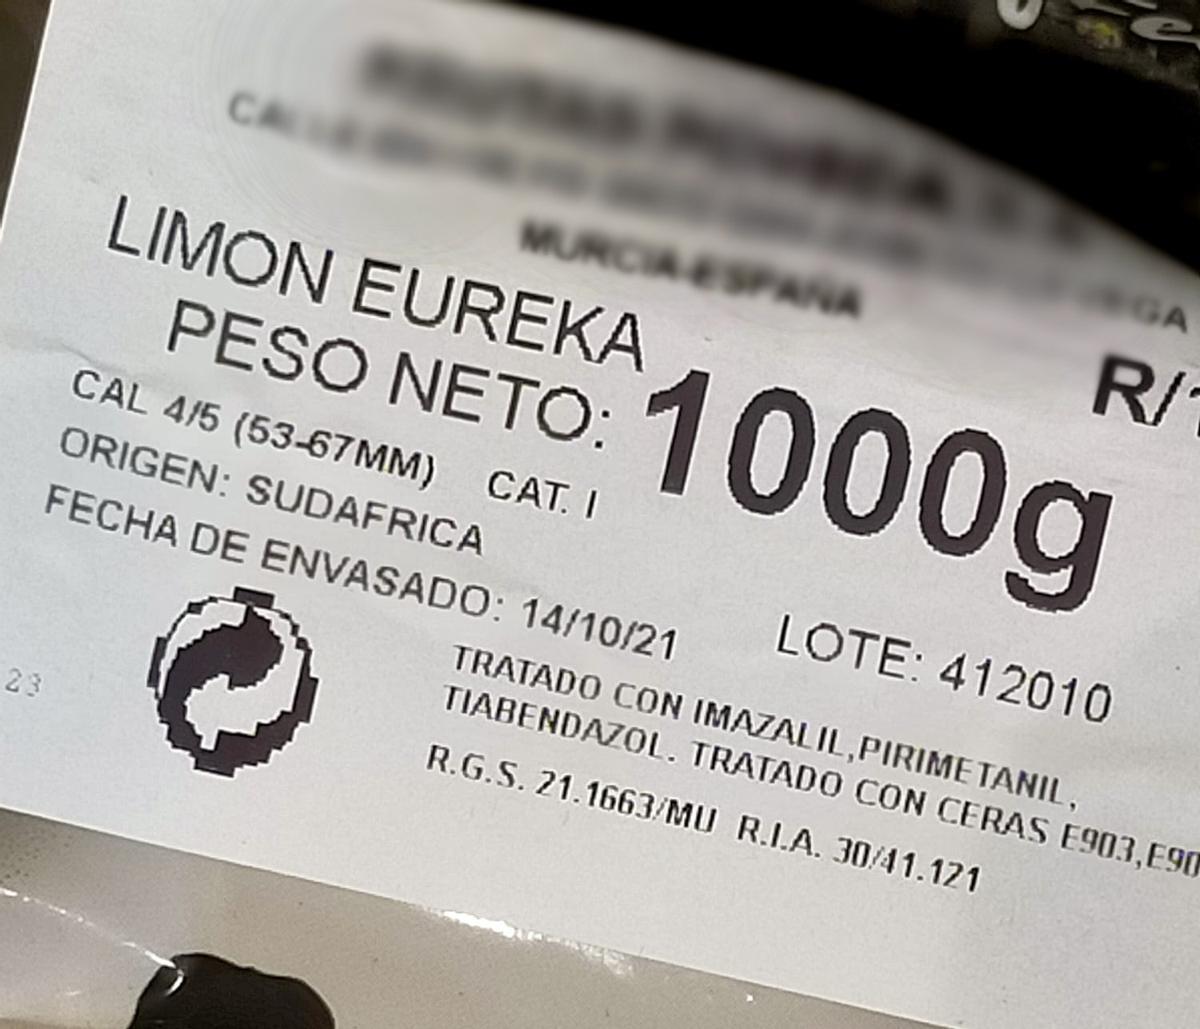 MURCIA-ESPAÑA
LIMON EUREKA
PESO NETO: 1000g
R/1
CAL 4/5 (53-67MM) CAT. I
ORIGEN: SUDAFRICA
FECHA DE ENVASADO: 14/10/21 LOTE: 412010
TRATADO CON IMAZALIL,PIRIMETANIL,
TIABENDAZOL. TRATADO CON CERAS E903,E90
R.G.S. 21.1663/MU R.I.A. 30/41.121
23